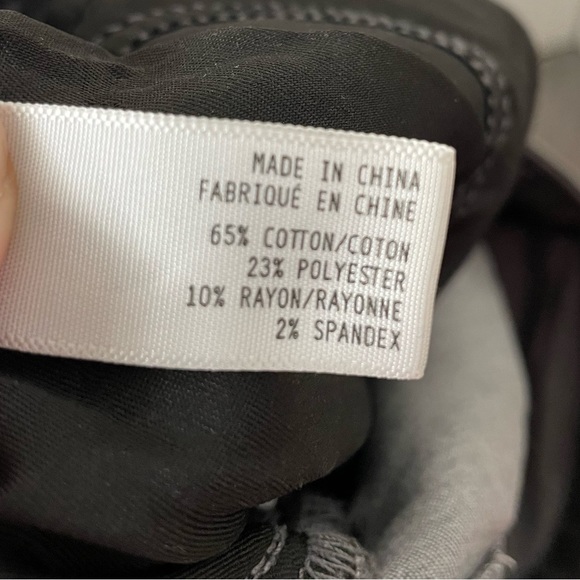 MADE IN CHINA
FABRIQUÉ EN CHINE
65% COTTON/COTON
23% POLYESTER
10% RAYON/RAYONNE
2% SPANDEX